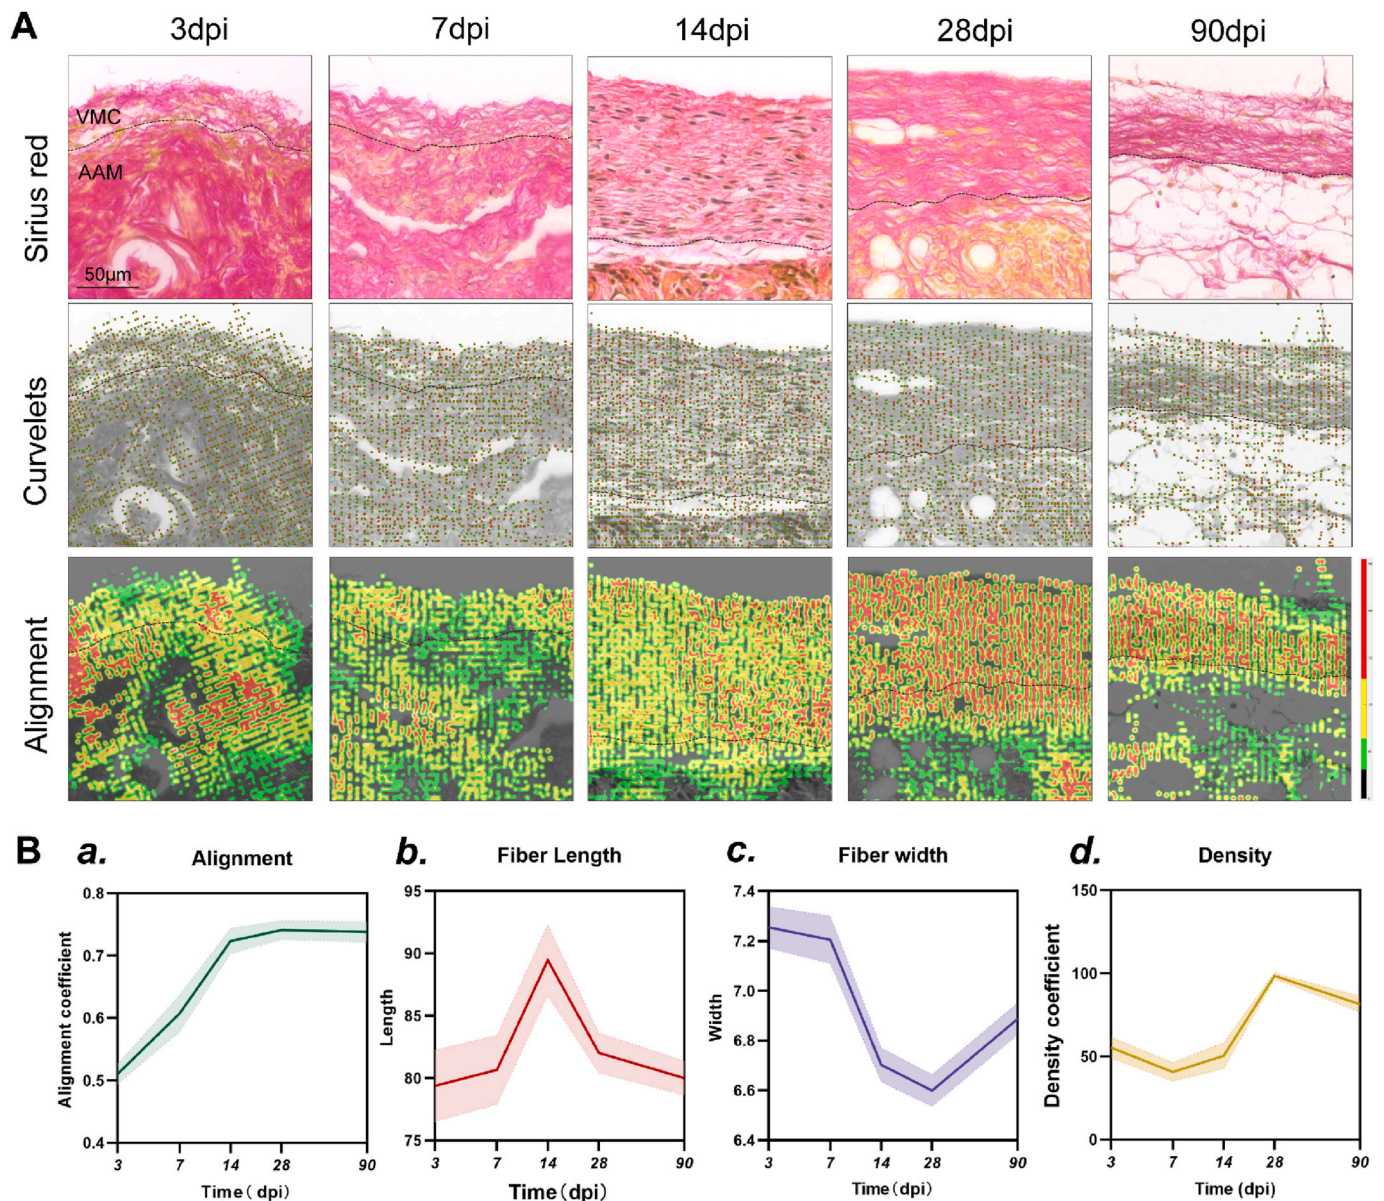 A
3dpi 7dpi 14dpi 28dpi 90dpi
Sirius red
VMC
AAM
50μm
Curvelets
Alignment
B
a. Alignment
0.8
0.7
0.6
0.5
0.4
Alignment coefficient
3 7 14 28 90
Time(dpi)
b. Fiber Length
95
90
85
80
75
Length
3 7 14 28 90
Time(dpi)
c. Fiber width
7.4
7.2
7.0
6.8
6.6
6.4
Width
3 7 14 28 90
Time(dpi)
d. Density
150
100
50
0
Density coefficient
3 7 14 28 90
Time (dpi)